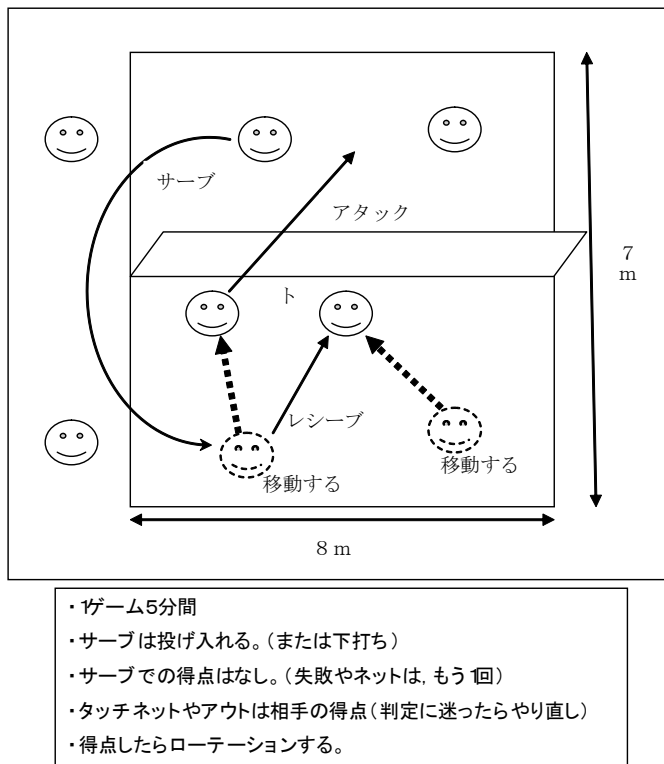 サーブ
アタック
7
m
ト
レシーブ
移動する
移動する
8 m
・1ゲーム5分間
・サーブは投げ入れる。（または下打ち）
・サーブでの得点はなし。（失敗やネットは，もう1回）
・タッチネットやアウトは相手の得点（判定に迷ったらやり直し）
・得点したらローテーションする。